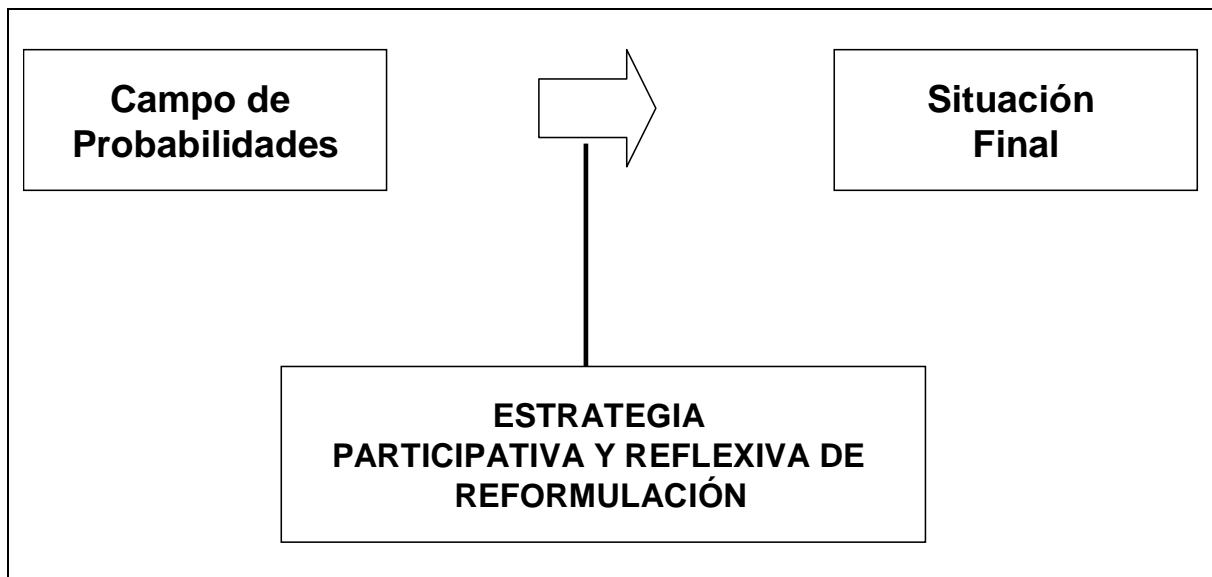 Campo de
Probabilidades
Situación
Final
ESTRATEGIA
PARTICIPATIVA Y REFLEXIVA DE
REFORMULACIÓN